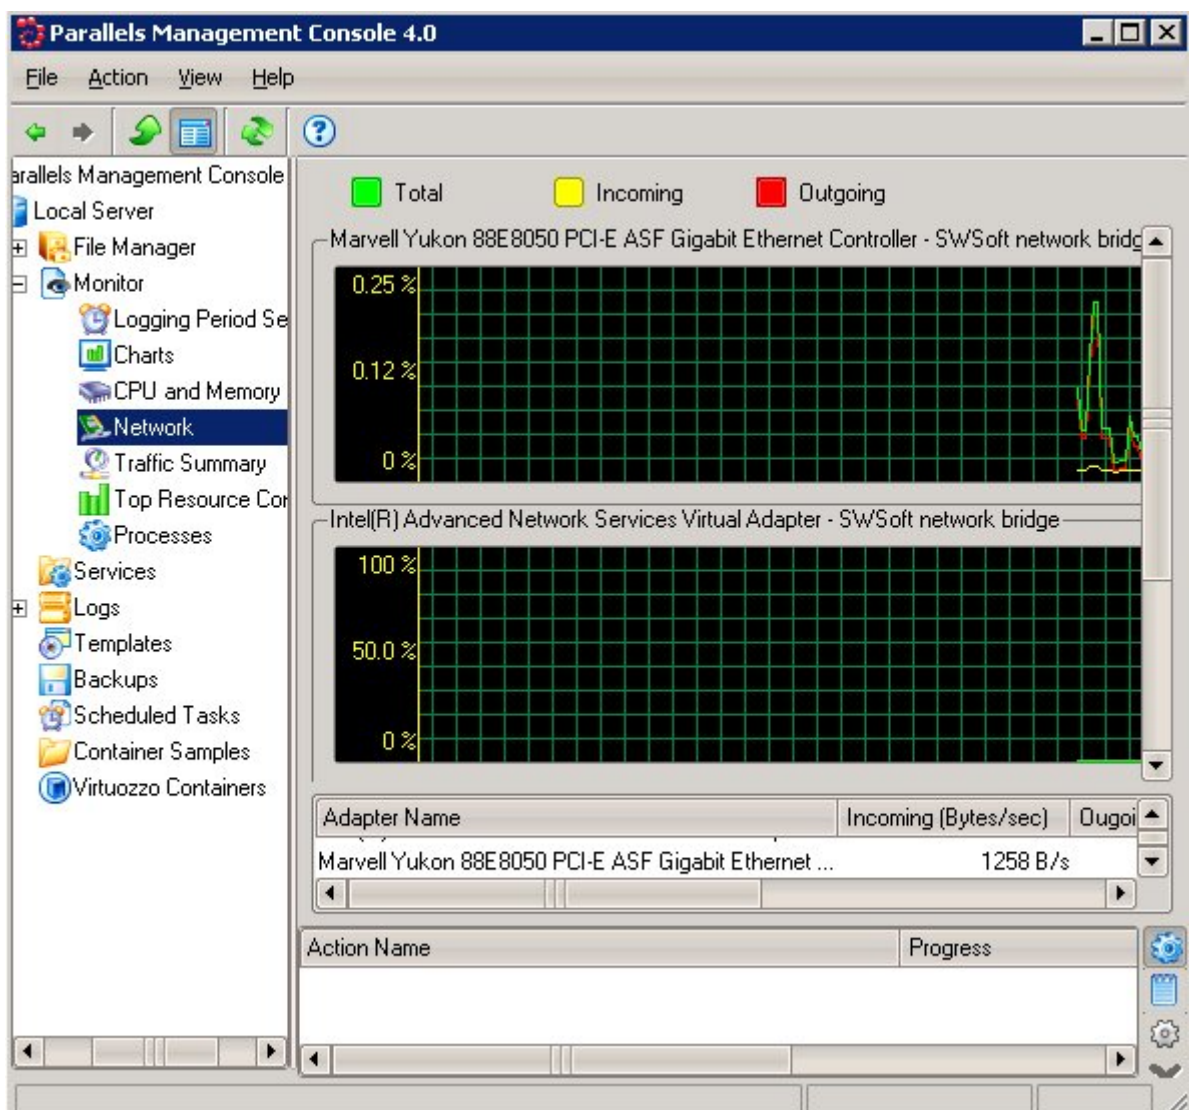 Parallels Management Console 4.0
File Action View Help
arallels Management Console
Local Server
File Manager
Monitor
Logging Period Se
Charts
CPU and Memory
Network
Traffic Summary
Top Resource Cor
Processes
Services
Logs
Templates
Backups
Scheduled Tasks
Container Samples
Virtuozzo Containers
Total Incoming Outgoing
Marvell Yukon 88E8050 PCI-E ASF Gigabit Ethernet Controller - SWSoft network bridg
0.25 %
0.12 %
0 %
Intel(R) Advanced Network Services Virtual Adapter - SWSoft network bridge
100 %
50.0 %
0 %
Adapter Name Incoming (Bytes/sec) Ougoi
Marvell Yukon 88E8050 PCI-E ASF Gigabit Ethernet ... 1258 B/s
Action Name Progress